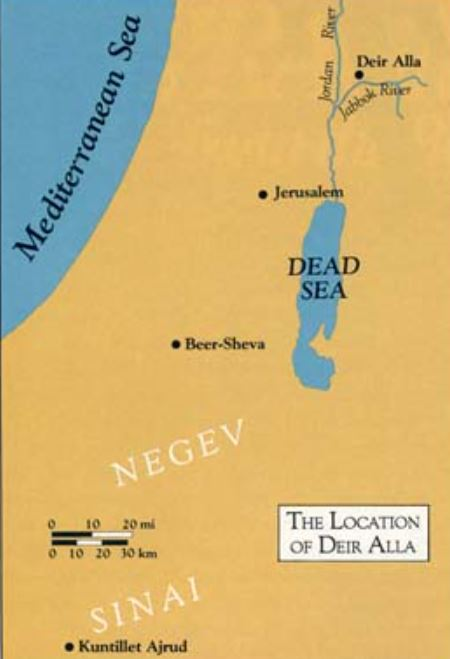 Mediterranean Sea
Jordan River
Deir Alla
Jabbok River
Jerusalem
DEAD
SEA
Beer-Sheva
NEGEV
0 10 20 mi
0 10 20 30 km
THE LOCATION
OF DEIR ALLA
SINAI
Kuntillet Ajrud